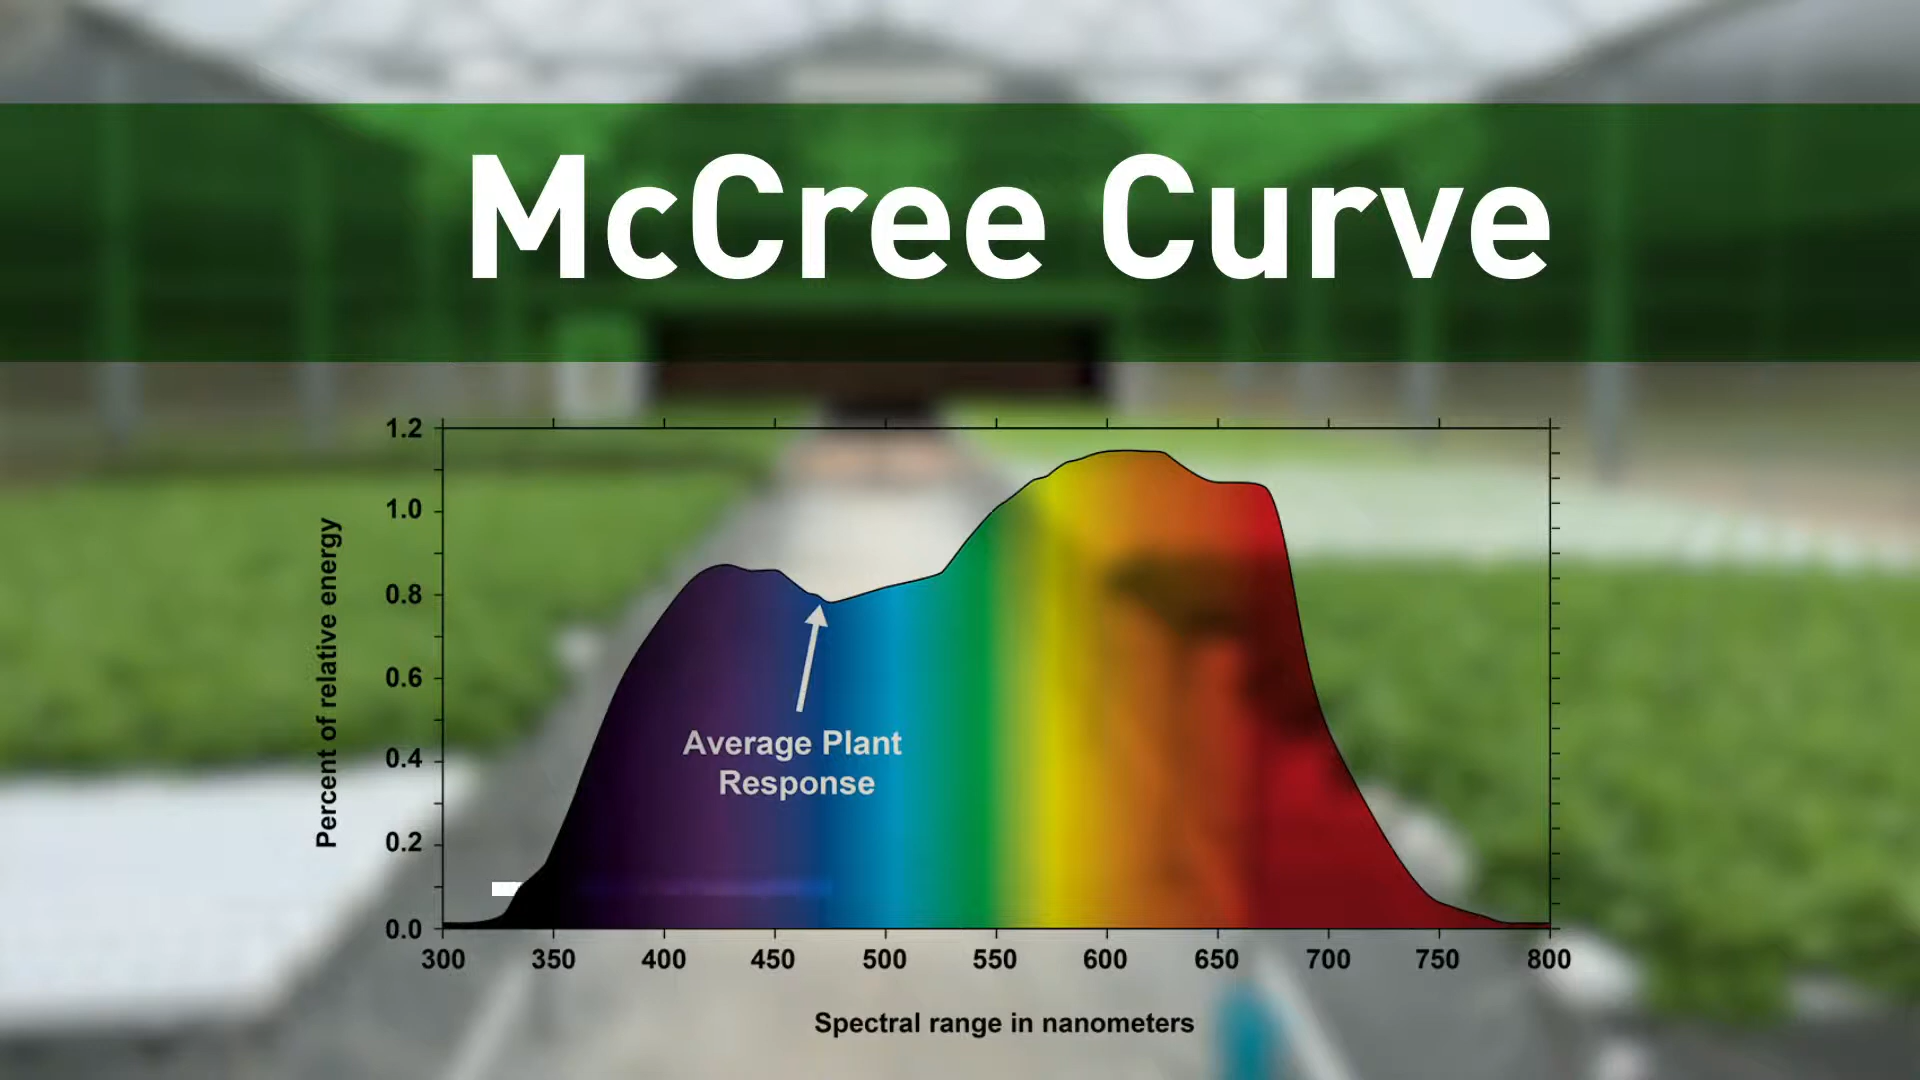 McCree Curve
1.2
1.0
0.8
0.6
0.4
0.2
0.0
Percent of relative energy
Average Plant
Response
300 350 400 450 500 550 600 650 700 750 800
Spectral range in nanometers